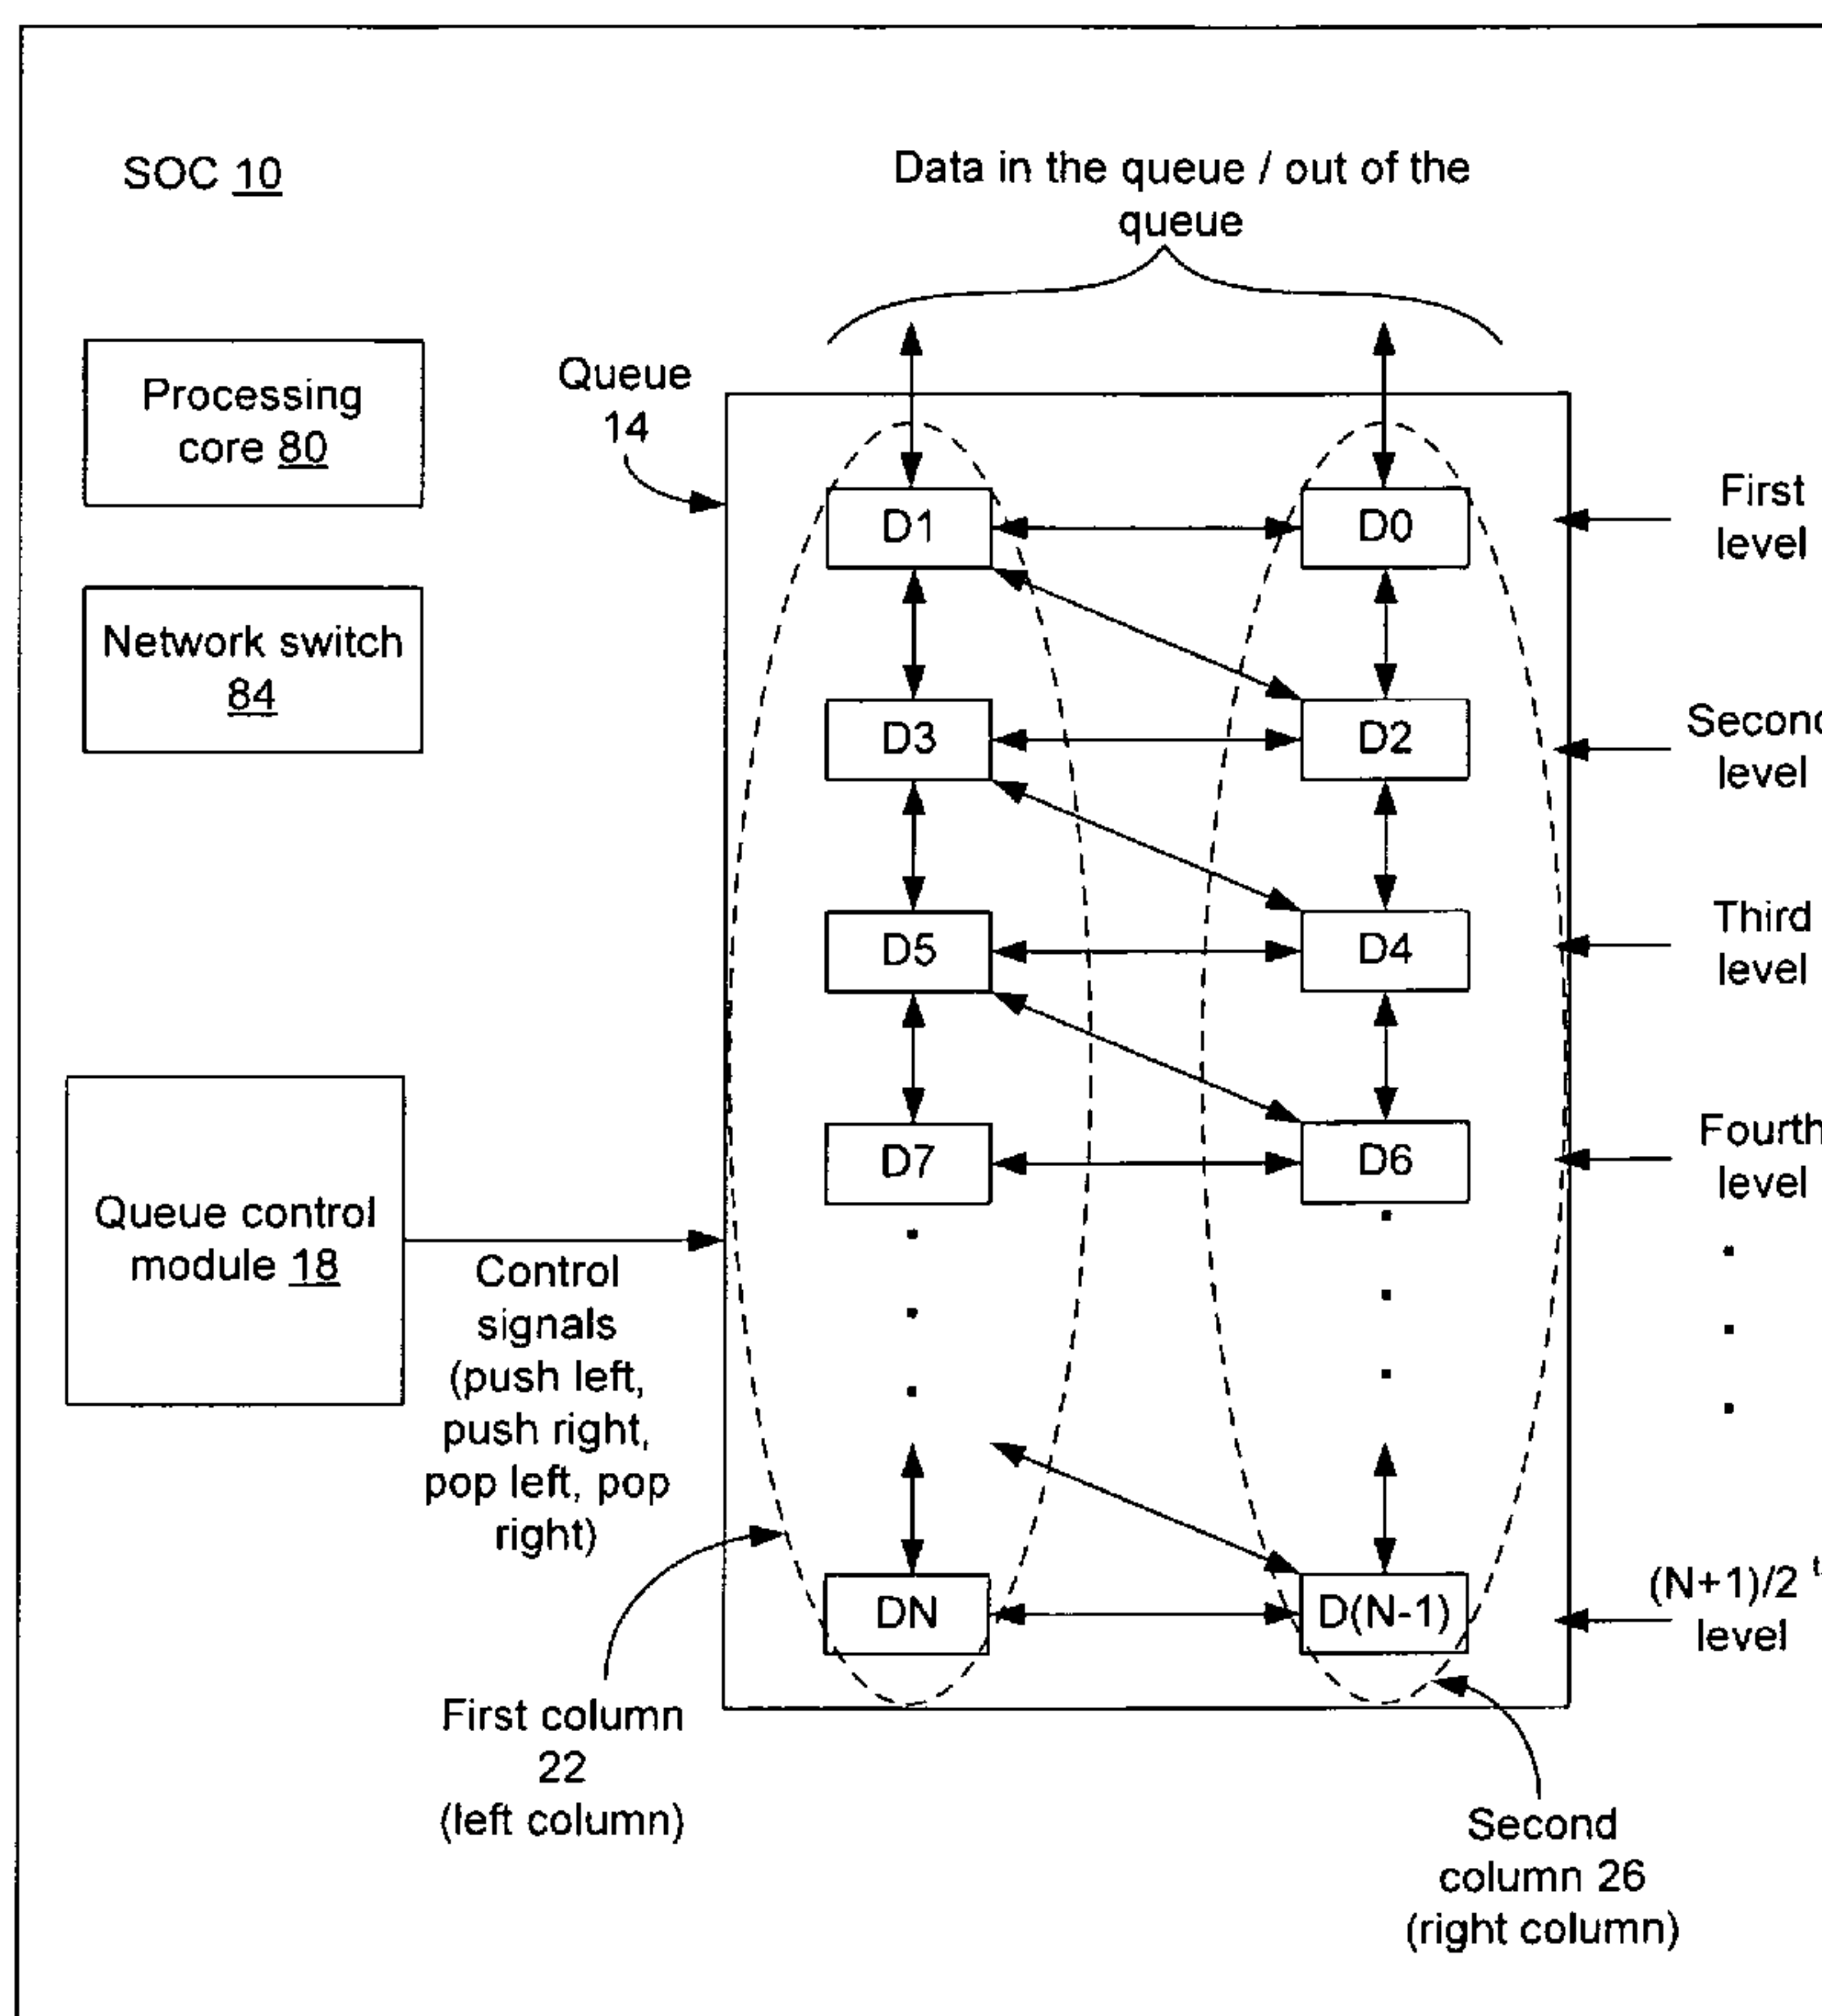 SOC 10
Data in the queue / out of the
queue
Processing
core 80
Queue
14
Network switch
84
D1
D0
First
level
D3
D2
Second
level
D5
D4
Third
level
D7
D6
Fourth
level
Queue control
module 18
Control
signals
(push left,
push right,
pop left, pop
right)
DN
D(N-1)
(N+1)/2
level
First column
22
(left column)
Second
column 26
(right column)